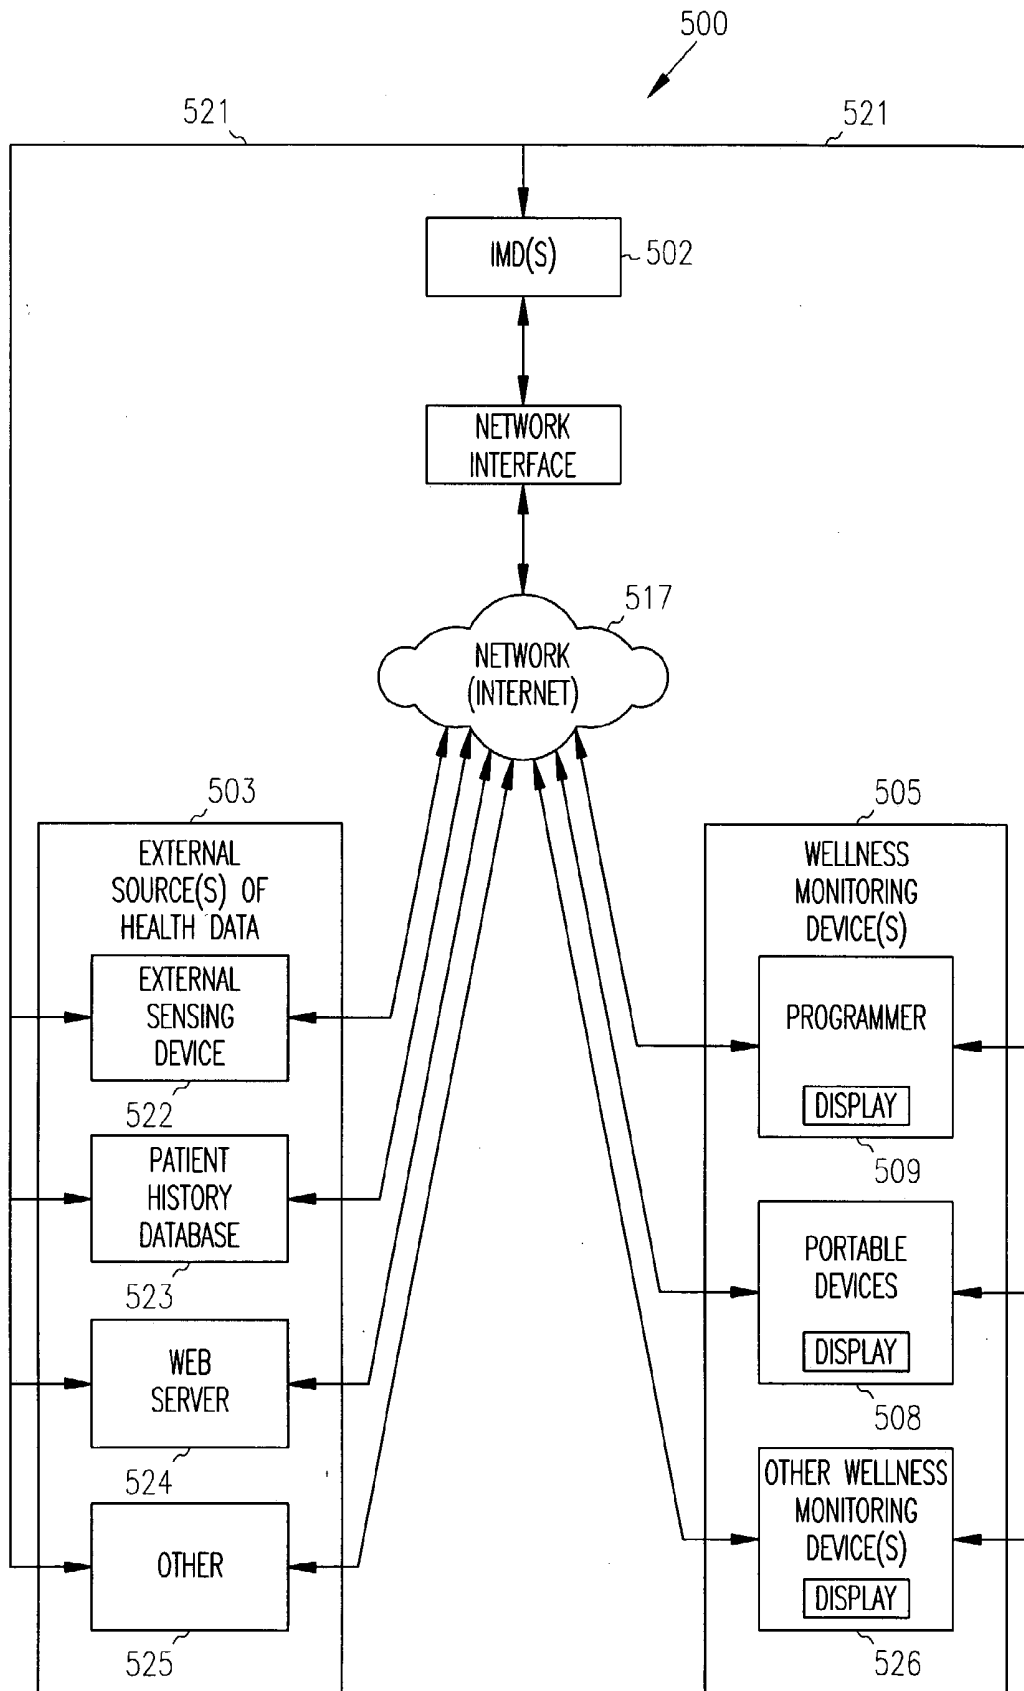 500
521
521
IMD(S)
502
NETWORK
INTERFACE
517
NETWORK
(INTERNET)
503
EXTERNAL
SOURCE(S) OF
HEALTH DATA
EXTERNAL
SENSING
DEVICE
522
PATIENT
HISTORY
DATABASE
523
WEB
SERVER
524
OTHER
525
505
WELLNESS
MONITORING
DEVICE(S)
PROGRAMMER
DISPLAY
509
PORTABLE
DEVICES
DISPLAY
508
OTHER WELLNESS
MONITORING
DEVICE(S)
DISPLAY
526